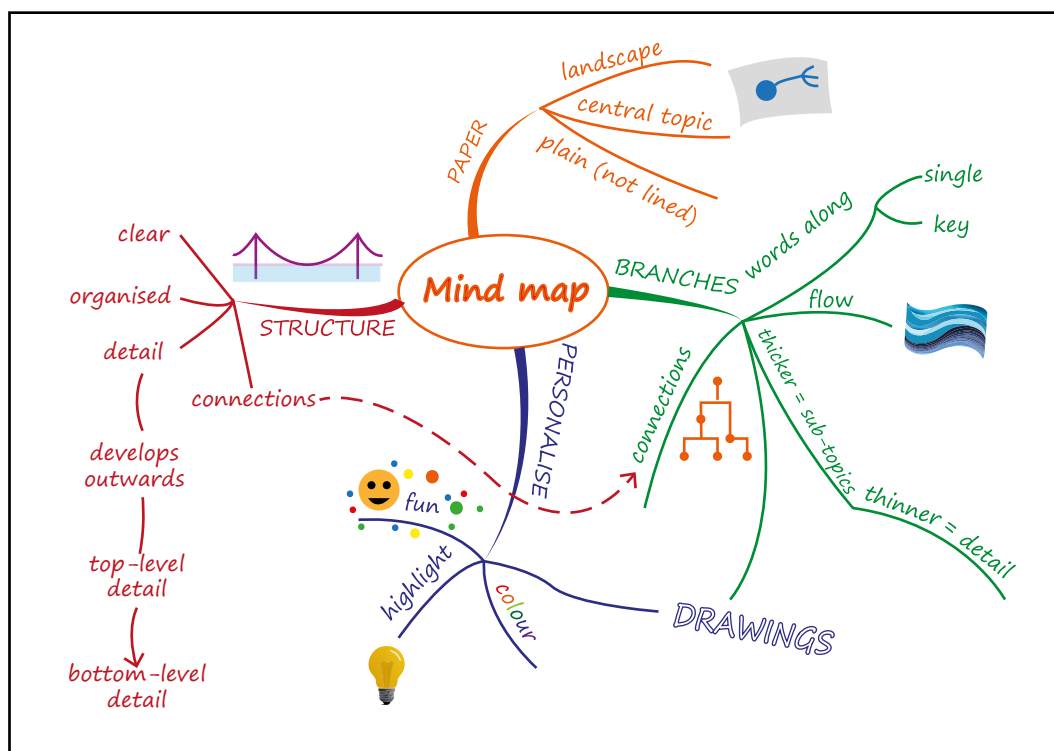 Mind map
PAPER
landscape
central topic
plain (not lined)
BRANCHES
words along
single
key
flow
thicker = sub-topics
thinner = detail
connections
PERSONALISE
fun
highlight
colour
DRAWINGS
STRUCTURE
clear
organised
detail
develops
outwards
top-level
detail
bottom-level
detail
connections